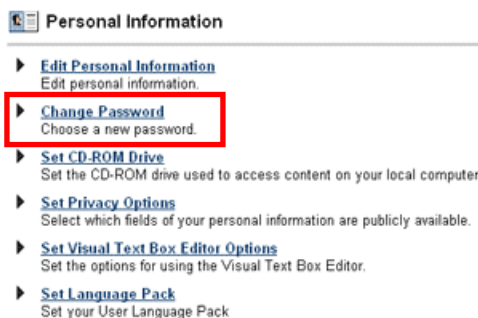 Personal Information
Edit Personal Information
Edit personal information.
Change Password
Choose a new password.
Set CD-ROM Drive
Set the CD-ROM drive used to access content on your local computer
Set Privacy Options
Select which fields of your personal information are publicly available.
Set Visual Text Box Editor Options
Set the options for using the Visual Text Box Editor.
Set Language Pack
Set your User Language Pack